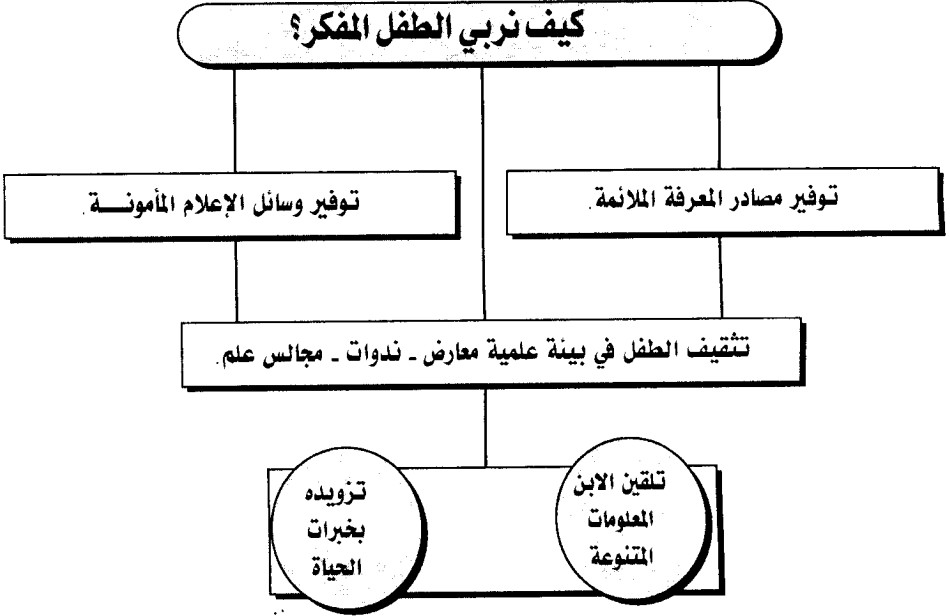 كيف نربي الطفل المفكر؟
توفير مصادر المعرفة الملائمة.
توفير وسائل الإعلام المأمونـــة.
تثقيف الطفل في بيئة علمية معارض ـ ندوات ـ مجالس علم.
تلقين الابن
المعلومات
المتنوعة
تزويده
بخبرات
الحياة